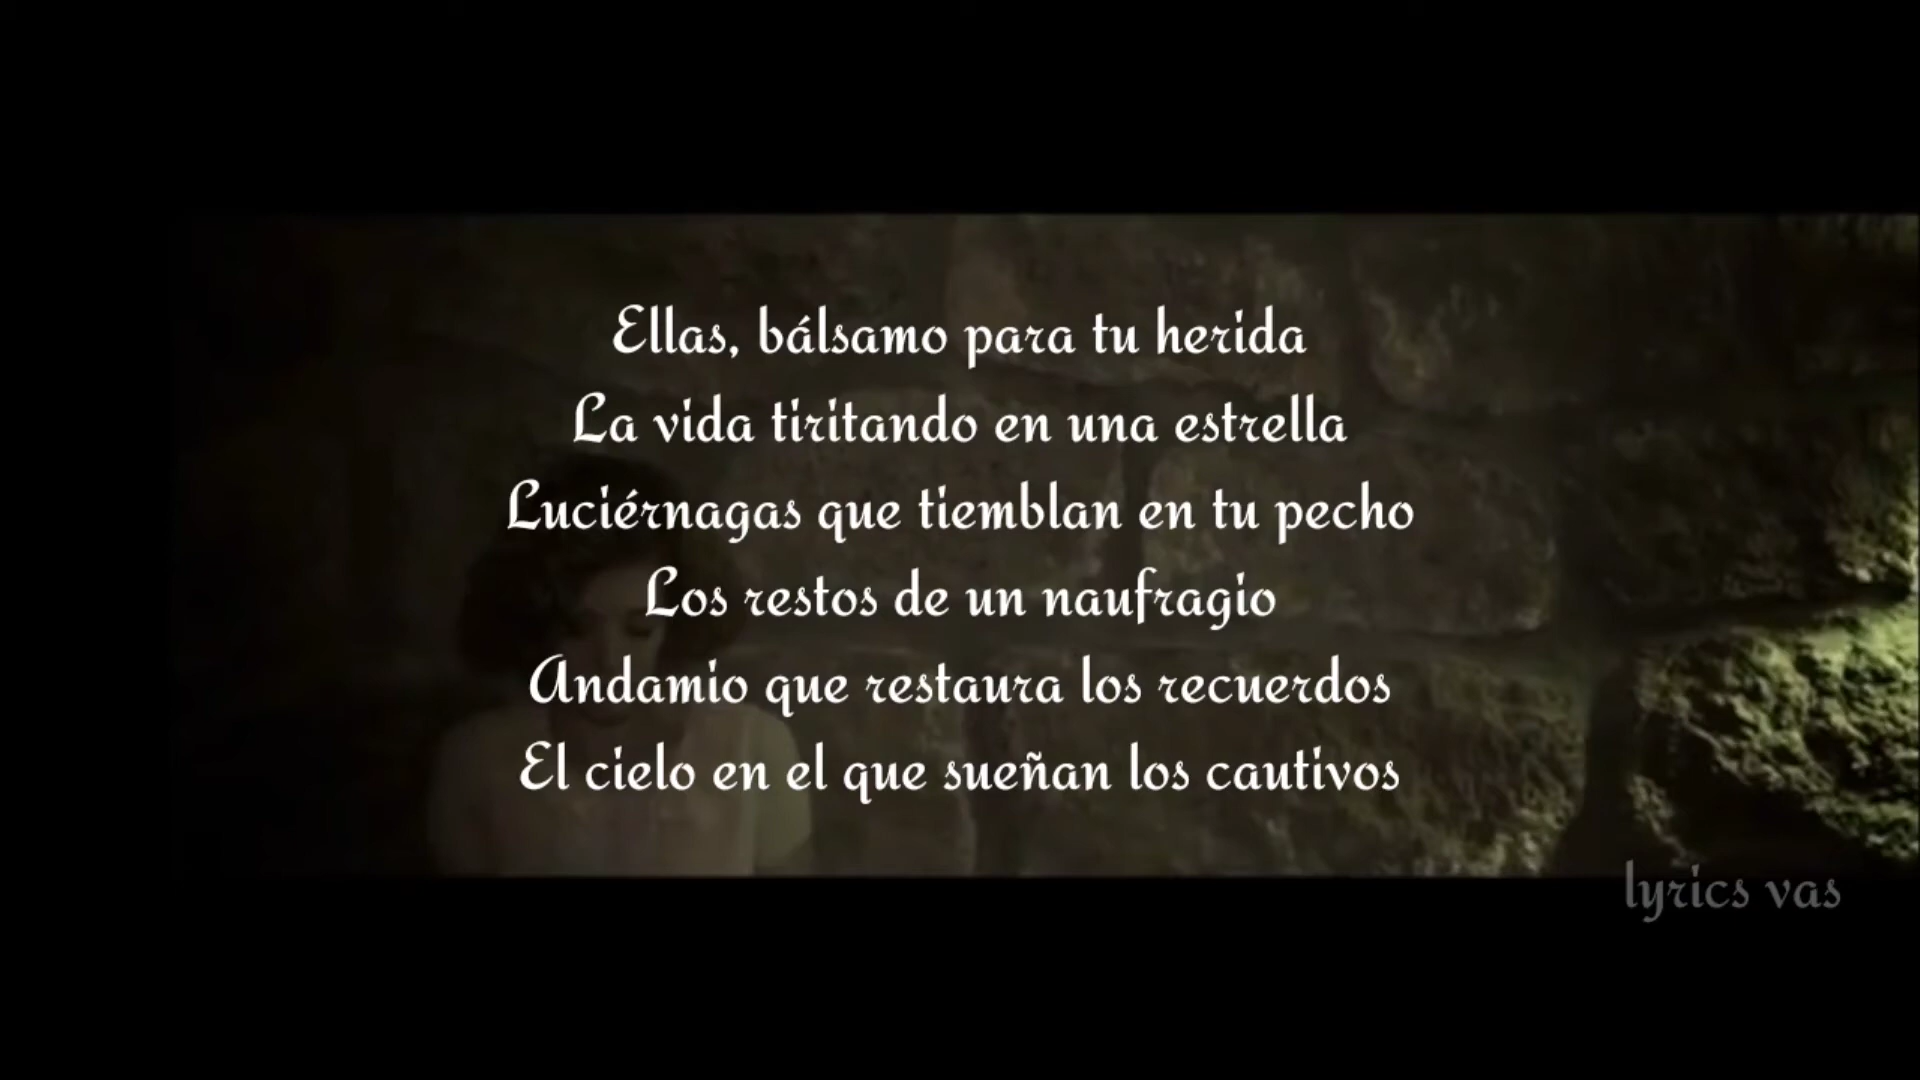 Ellas, bálsamo para tu herida
La vida tiritando en una estrella
Luciérnagas que tiemblan en tu pecho
Los restos de un naufragio
Andamio que restaura los recuerdos
El cielo en el que sueñan los cautivos
lyrics vas